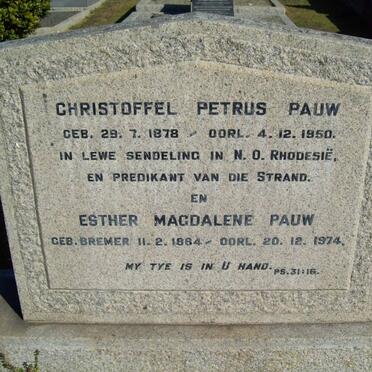 CHRISTOFFEL PETRUS PAUW
GEB. 29. 7. 1878 - OORL. 4. 12. 1950.
IN LEWE SENDELING IN N. O. RHODESIË,
EN PREDIKANT VAN DIE STRAND.
EN
ESTHER MAGDALENE PAUW
GEB. BREMER 11. 2. 1884 - OORL. 20. 12. 1974.
MY TYE IS IN U HAND. PS. 31:16.